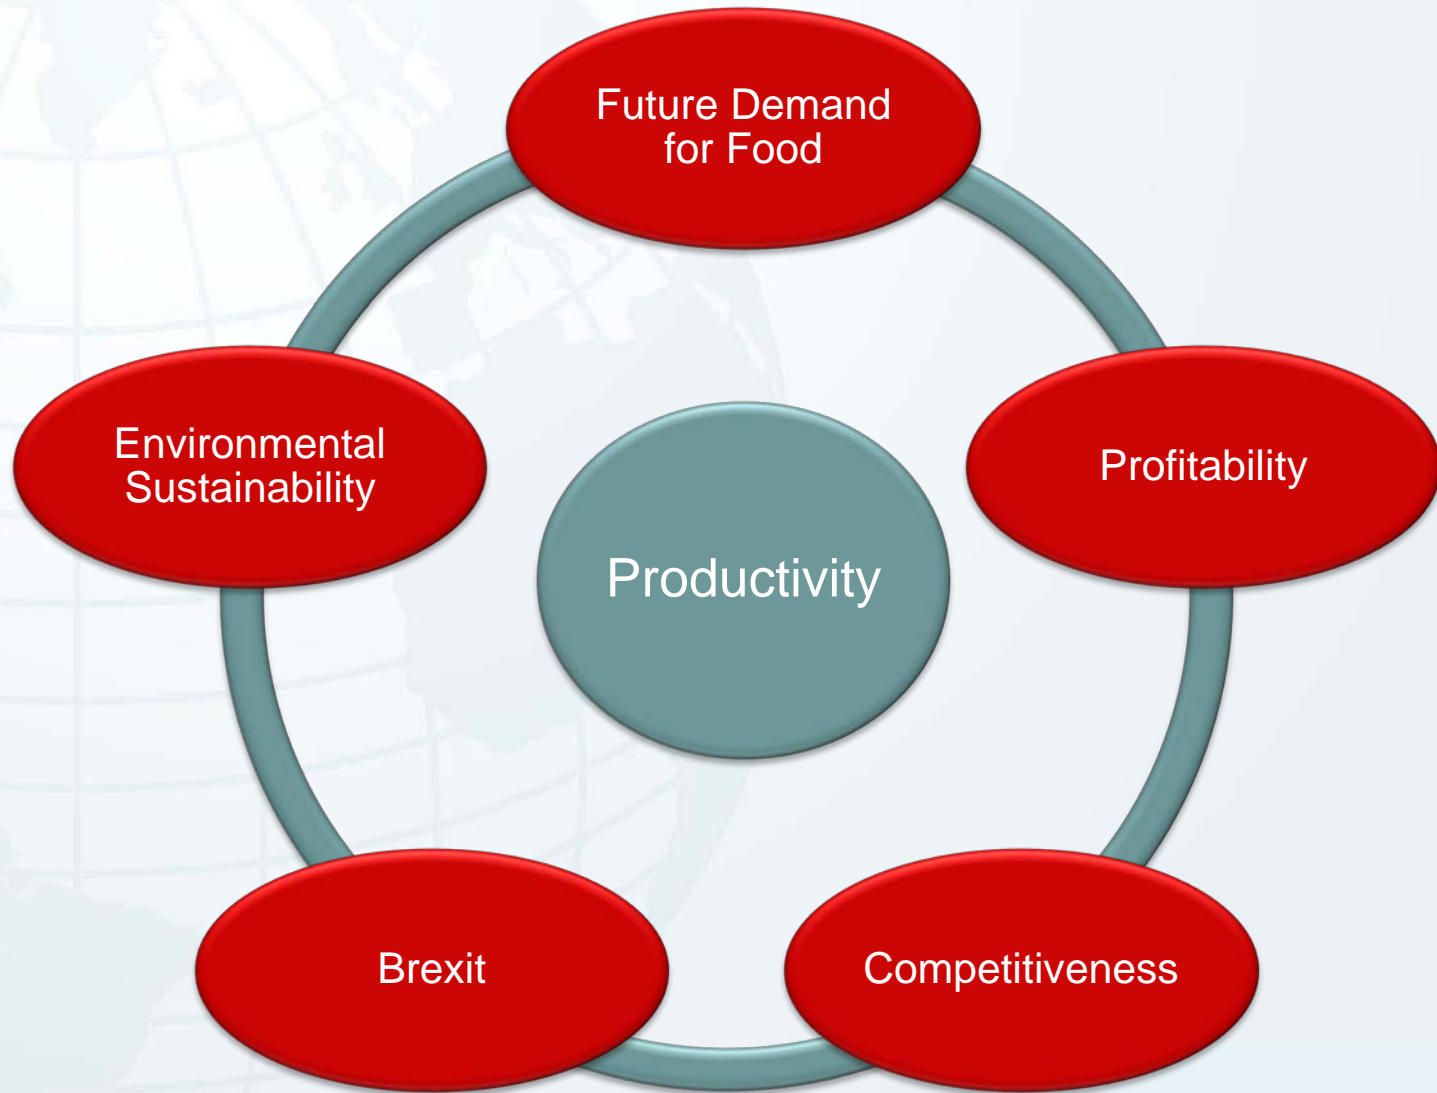 Future Demand
for Food
Environmental
Sustainability
Profitability
Productivity
Brexit
Competitiveness